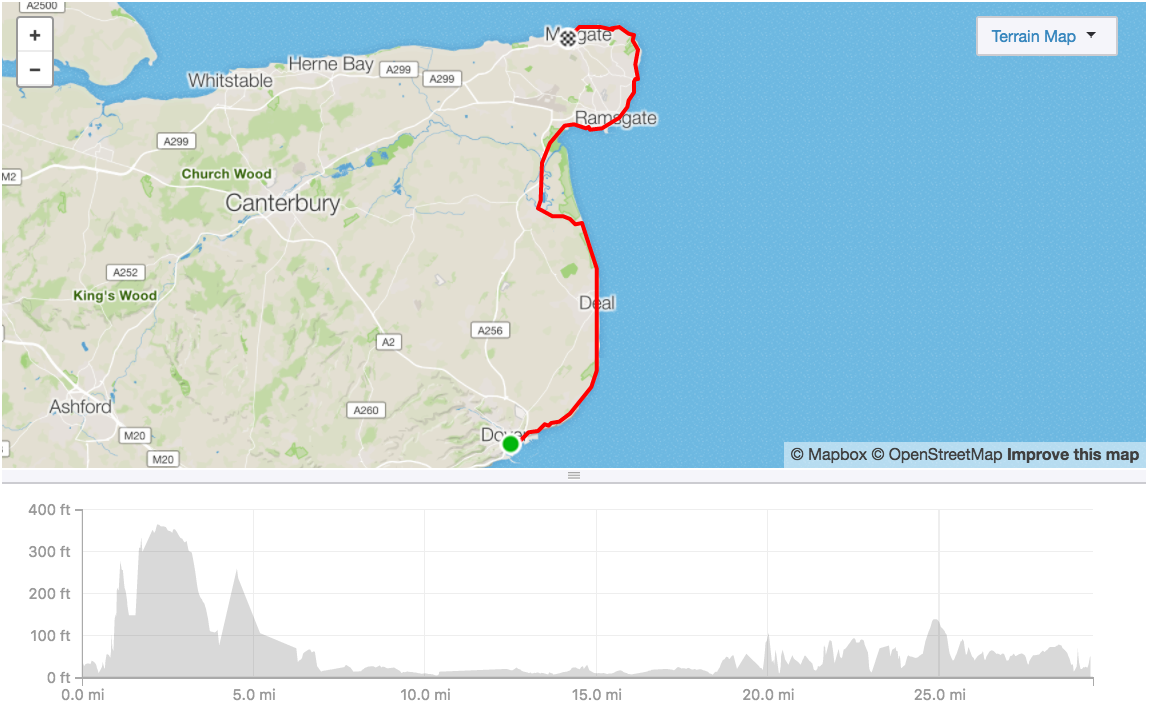 A2500
+
−
Terrain Map
Margate
Herne Bay
A299
Whitstable
A299
Ramsgate
A299
M2
Church Wood
Canterbury
A252
King's Wood
Deal
A256
A2
Ashford
A260
M20
Dover
M20
© Mapbox © OpenStreetMap Improve this map
400 ft
300 ft
200 ft
100 ft
0 ft
0.0 mi 5.0 mi 10.0 mi 15.0 mi 20.0 mi 25.0 mi